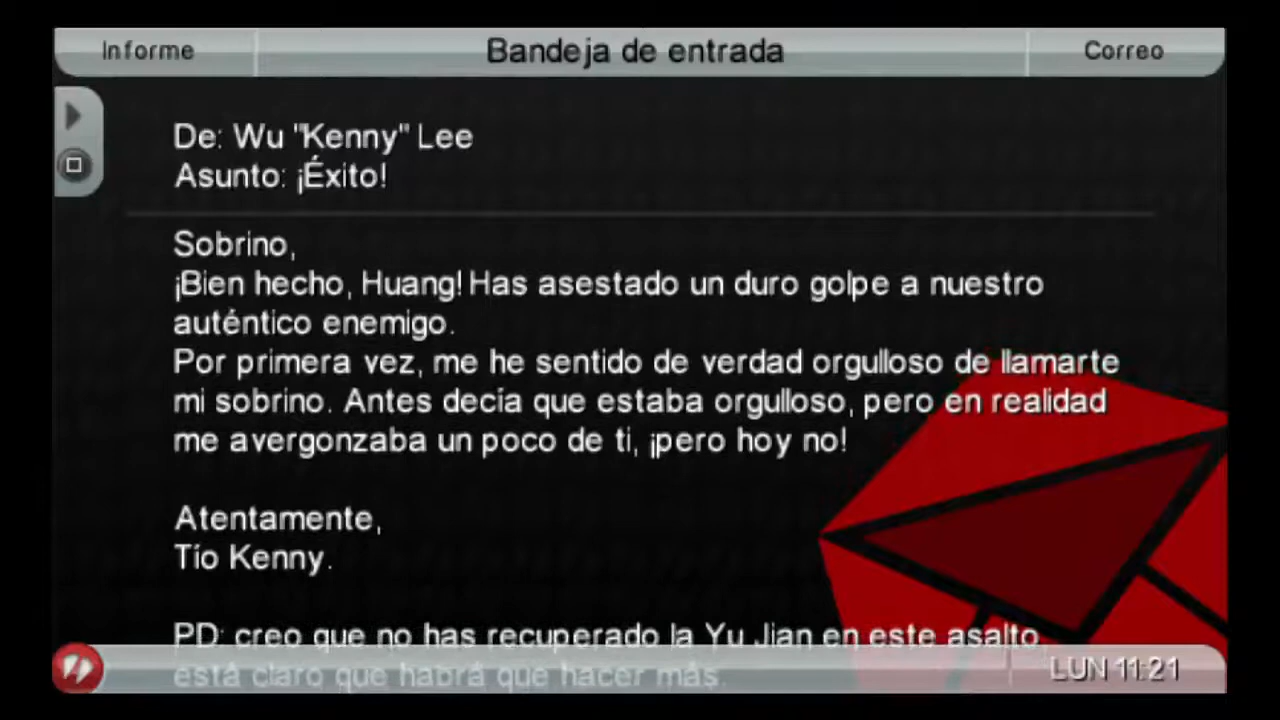 Informe
Bandeja de entrada
Correo
De: Wu "Kenny" Lee
Asunto: ¡Éxito!
Sobrino,
¡Bien hecho, Huang! Has asestado un duro golpe a nuestro
auténtico enemigo.
Por primera vez, me he sentido de verdad orgulloso de llamarte
mi sobrino. Antes decía que estaba orgulloso, pero en realidad
me avergonzaba un poco de ti, ¡pero hoy no!
Atentamente,
Tío Kenny.
PD: creo que no has recuperado la Yu Jian en este asalto,
está claro que habrá que hacer más.
LUN 11:21